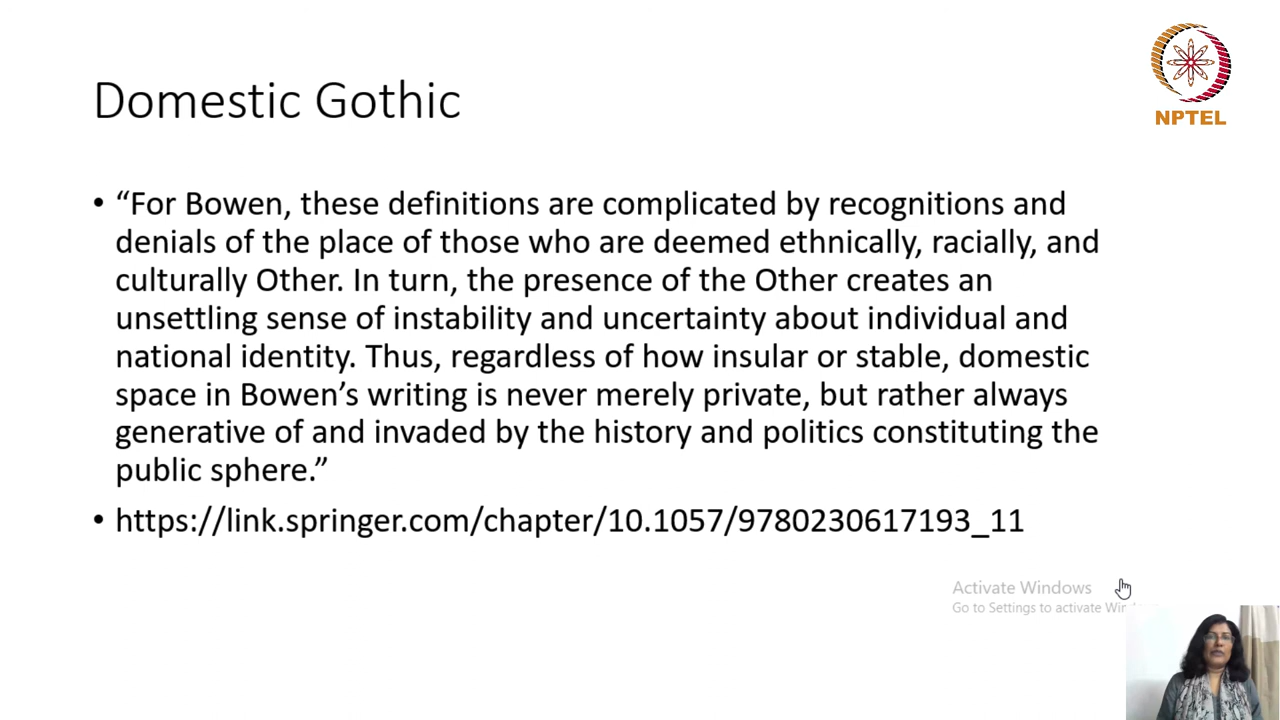 NPTEL
Domestic Gothic
• “For Bowen, these definitions are complicated by recognitions and
denials of the place of those who are deemed ethnically, racially, and
culturally Other. In turn, the presence of the Other creates an
unsettling sense of instability and uncertainty about individual and
national identity. Thus, regardless of how insular or stable, domestic
space in Bowen’s writing is never merely private, but rather always
generative of and invaded by the history and politics constituting the
public sphere.”
• https://link.springer.com/chapter/10.1057/9780230617193_11
Activate Windows
Go to Settings to activate